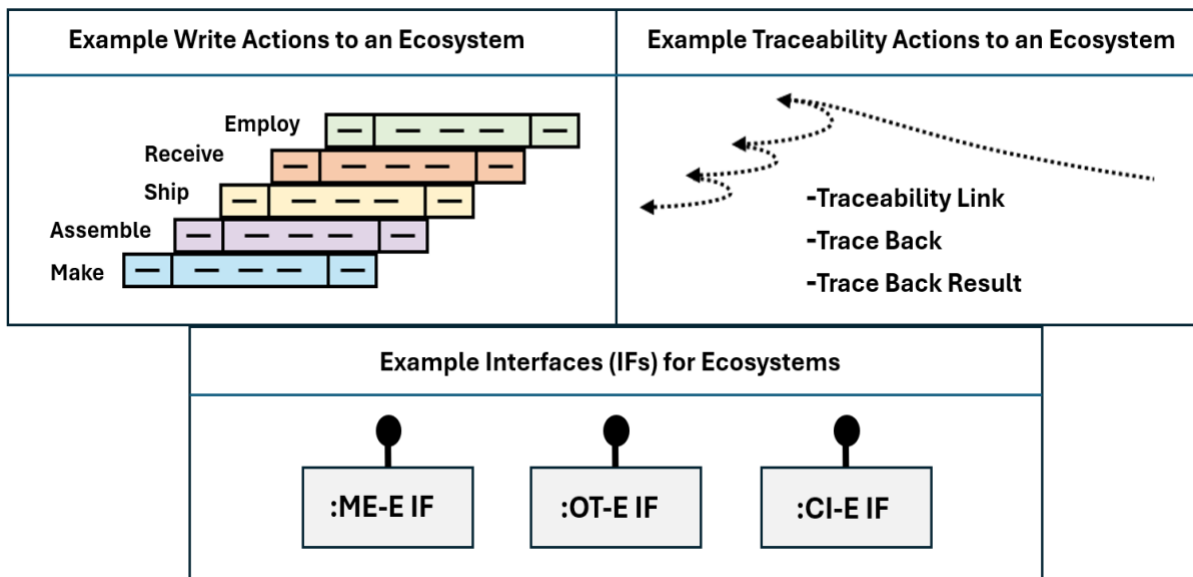 Example Write Actions to an Ecosystem
Employ
Receive
Ship
Assemble
Make
Example Traceability Actions to an Ecosystem
-Traceability Link
-Trace Back
-Trace Back Result
Example Interfaces (IFs) for Ecosystems
:ME-E IF
:OT-E IF
:CI-E IF